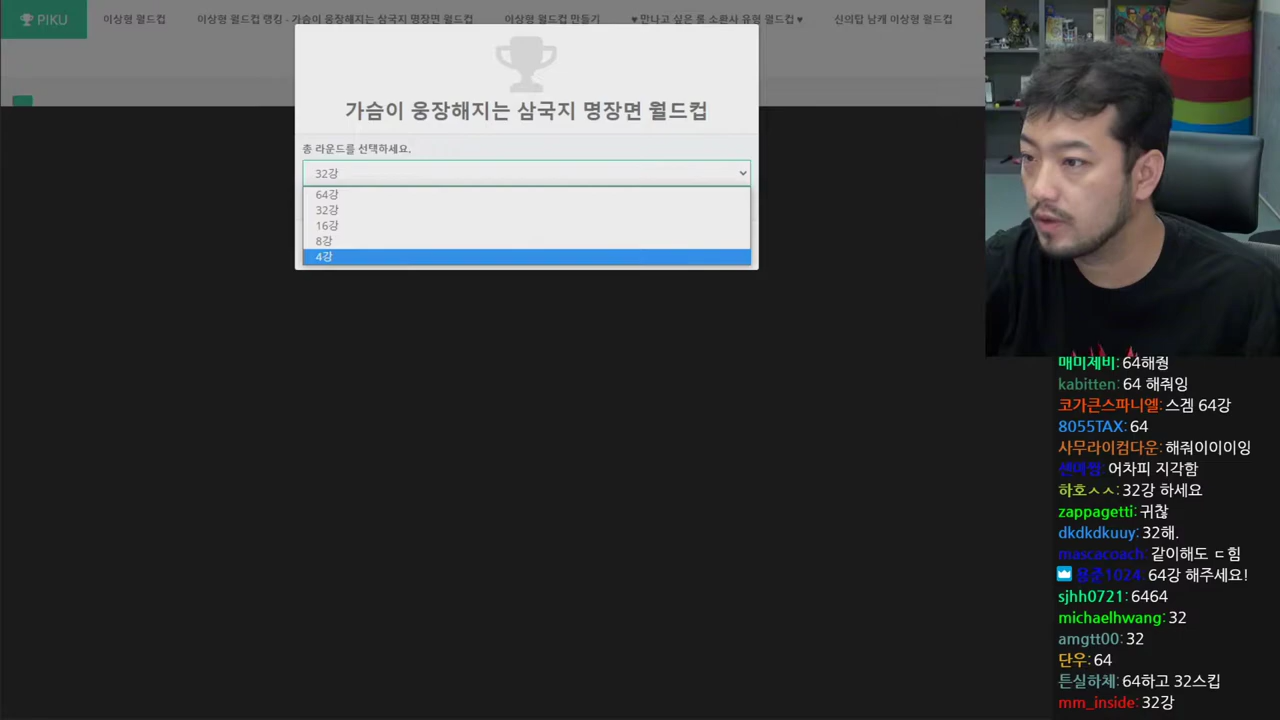 PIKU
이상형 월드컵
이상형 월드컵 랭킹 - 가슴이 웅장해지는 삼국지 명장면 월드컵
이상형 월드컵 만들기
♥ 만나고 싶은 롤 소환사 유형 월드컵 ♥
신의탑 남캐 이상형 월드컵
가슴이 웅장해지는 삼국지 명장면 월드컵
총 라운드를 선택하세요.
32강
64강
32강
16강
8강
4강
매미제비: 64해줭
kabitten: 64 해줘잉
코가큰스파니엘: 스겜 64강
8055TAX: 64
사무라이컴다운: 해줘이이이잉
어차피 지각함
하호ㅅㅅ: 32강 하세요
zappagetti: 귀찮
dkdkdkuuy: 32해.
mascacoach: 같이해도 ㄷ힘
용준1024: 64강 해주세요!
sjhh0721: 6464
michaelhwang: 32
amgtt00: 32
단우: 64
튼실하체: 64하고 32스킵
mm_inside: 32강